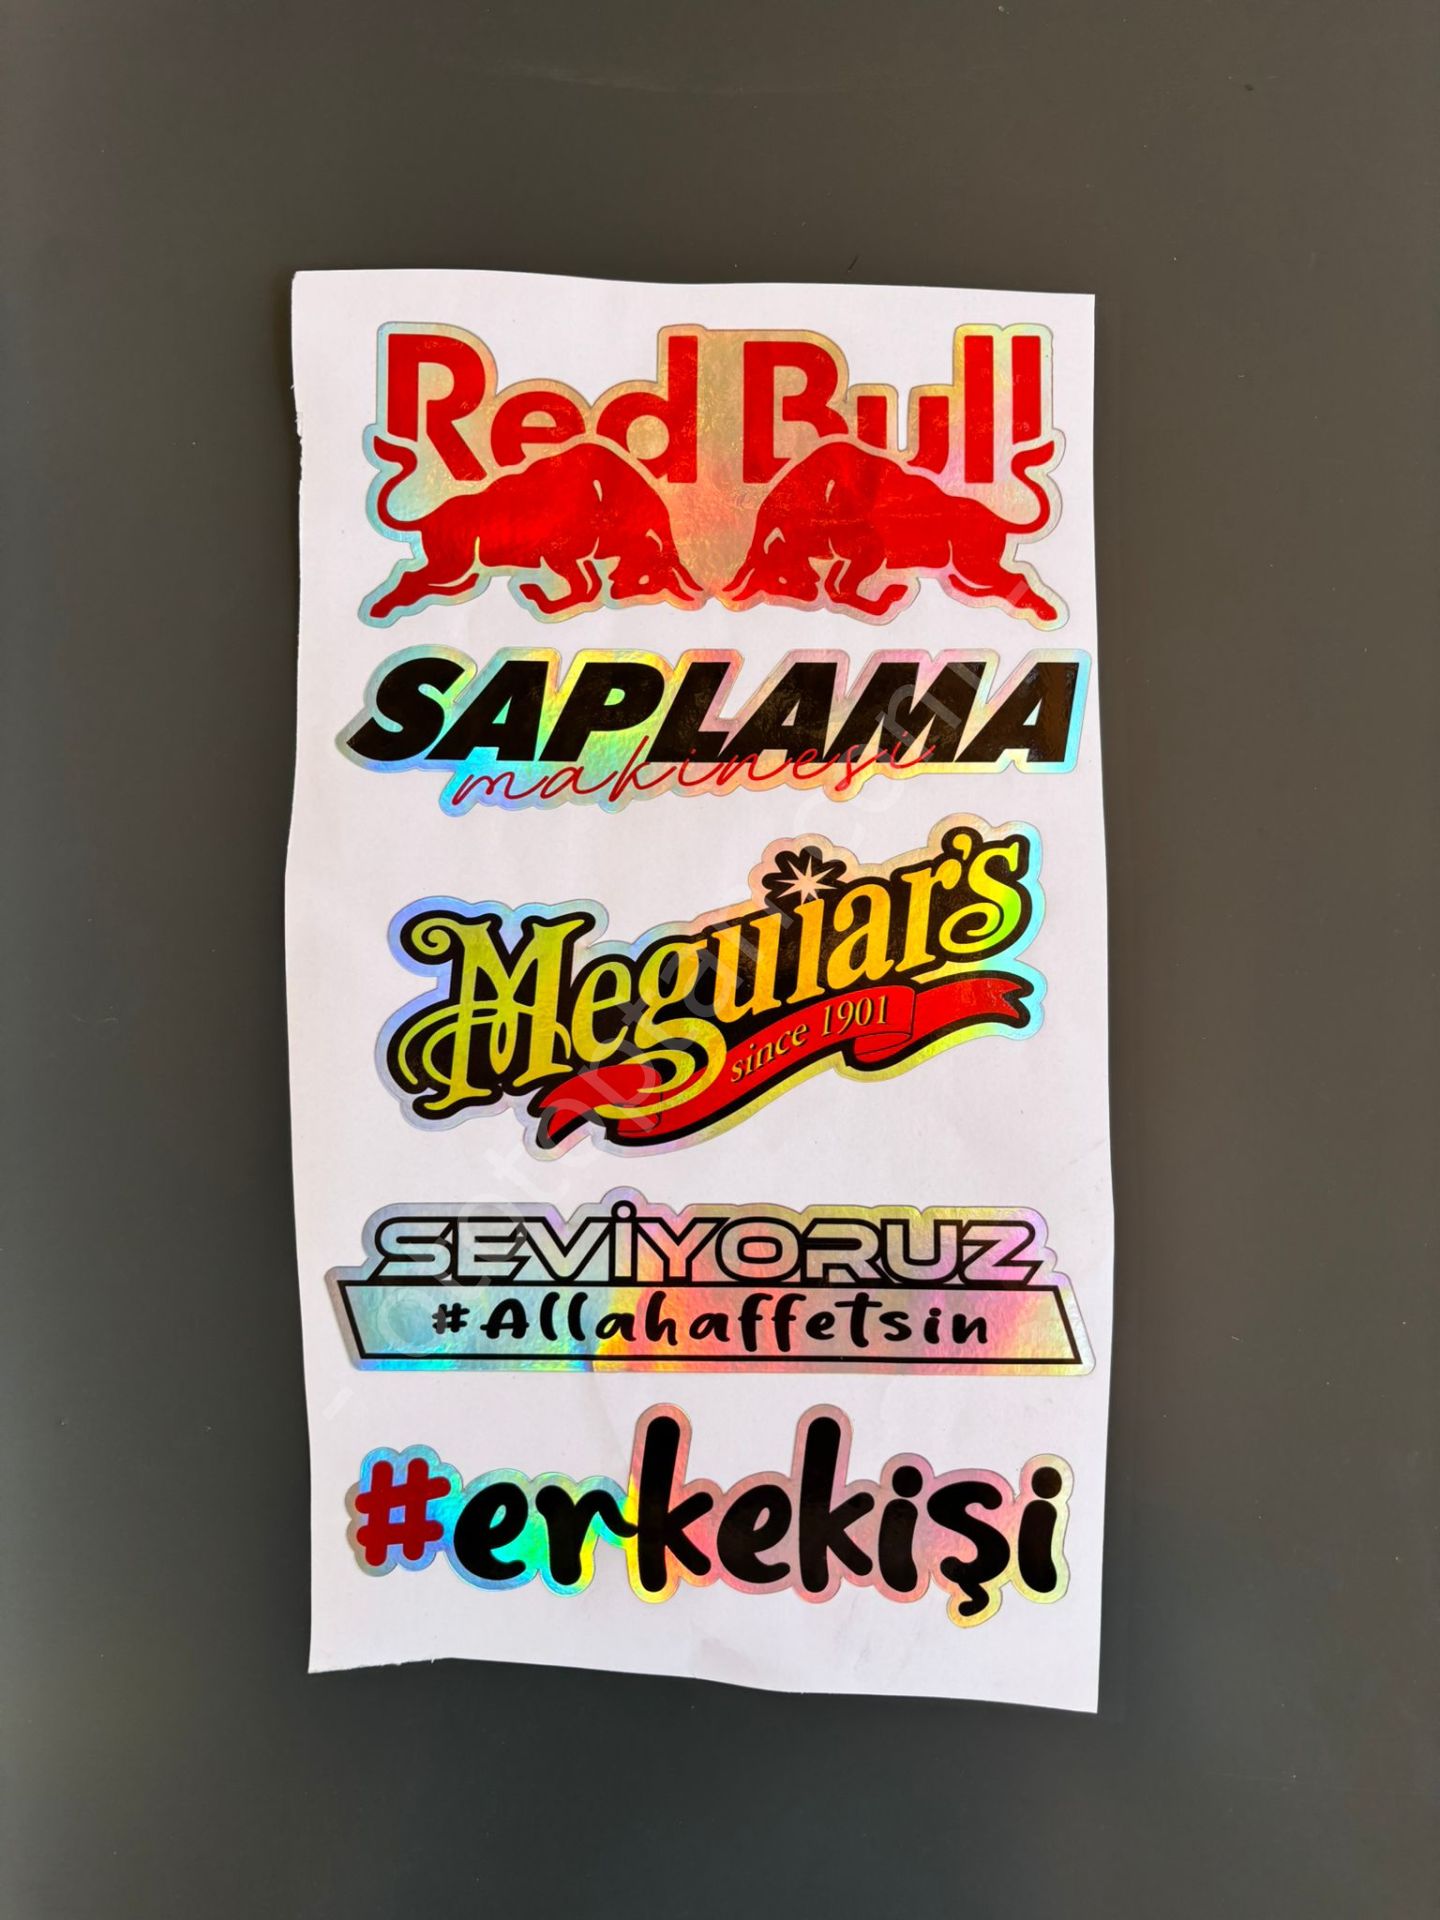 Red Bull
SAPLAMA
makinesi
Meguiar's
since 1901
SEVİYORUZ
#Allahaffetsin
#erkekişi